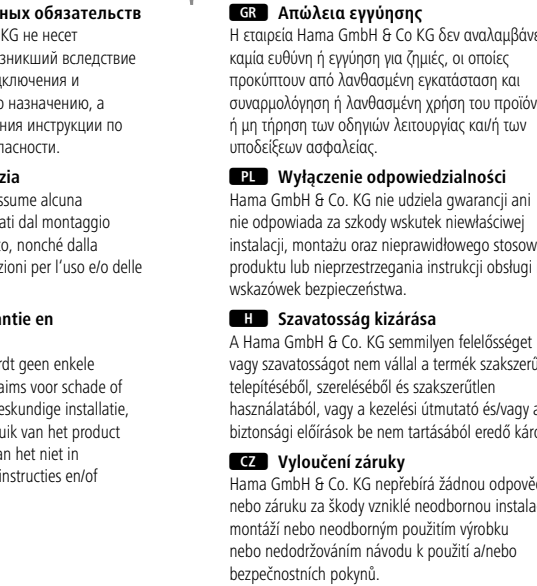 ных обязательств
KG не несет
зникший вследствие
ключения и
о назначению, а
ния инструкции по
пасности.
zia
ssume alcuna
ati dal montaggio
to, nonché dalla
zioni per l'uso e/o delle
ntie en
rdt geen enkele
aims voor schade of
eskundige installatie,
uik van het product
an het niet in
instructies en/of
GR Απώλεια εγγύησης
Η εταιρεία Hama GmbH & Co KG δεν αναλαμβάνε
καμία ευθύνη ή εγγύηση για ζημιές, οι οποίες
προκύπτουν από λανθασμένη εγκατάσταση και
συναρμολόγηση ή λανθασμένη χρήση του προϊόν
ή μη τήρηση των οδηγιών λειτουργίας και/ή των
υποδείξεων ασφαλείας.
PL Wyłączenie odpowiedzialności
Hama GmbH & Co. KG nie udziela gwarancji ani
nie odpowiada za szkody wskutek niewłaściwej
instalacji, montażu oraz nieprawidłowego stosow
produktu lub nieprzestrzegania instrukcji obsługi
wskazówek bezpieczeństwa.
H Szavatosság kizárása
A Hama GmbH & Co. KG semmilyen felelősséget
vagy szavatosságot nem vállal a termék szakszerű
telepítéséből, szereléséből és szakszerűtlen
használatából, vagy a kezelési útmutató és/vagy a
biztonsági előírások be nem tartásából eredő káro
CZ Vyloučení záruky
Hama GmbH & Co. KG nepřebírá žádnou odpově
nebo záruku za škody vzniklé neodbornou instala
montáží nebo neodborným použitím výrobku
nebo nedodržováním návodu k použití a/nebo
bezpečnostních pokynů.